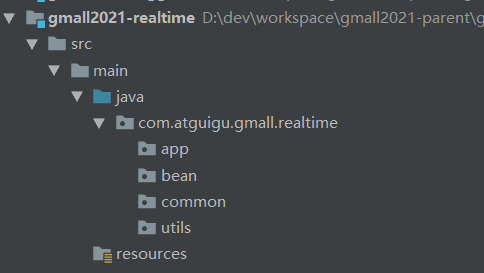 gmall2021-realtime D:\dev\workspace\gmall2021-parent\g
src
main
java
com.atguigu.gmall.realtime
app
bean
common
utils
resources